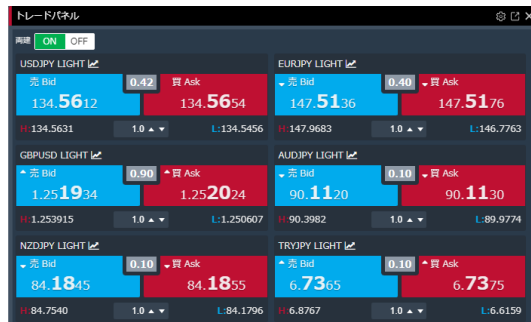 トレードパネル
両建 ON OFF
USDJPY LIGHT
売 Bid 0.42 買 Ask
134.5612 134.5654
H:134.5631 1.0 L:134.5456
EURJPY LIGHT
売 Bid 0.40 買 Ask
147.5136 147.5176
H:147.9683 1.0 L:146.7763
GBPUSD LIGHT
売 Bid 0.90 買 Ask
1.251934 1.252024
H:1.253915 1.0 L:1.250607
AUDJPY LIGHT
売 Bid 0.10 買 Ask
90.1120 90.1130
H:90.3982 1.0 L:89.9774
NZDJPY LIGHT
売 Bid 0.10 買 Ask
84.1845 84.1855
H:84.7540 1.0 L:84.1796
TRYJPY LIGHT
売 Bid 0.10 買 Ask
6.7365 6.7375
H:6.8767 1.0 L:6.6159